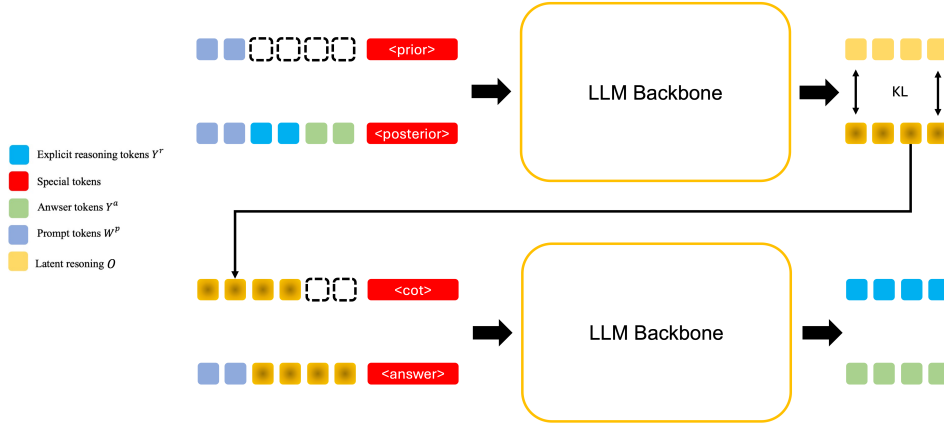 <prior>
LLM Backbone
KL
<posterior>
Explicit reasoning tokens Y^r
Special tokens
Anwser tokens Y^a
Prompt tokens W^p
Latent resoning O
<cot>
LLM Backbone
<answer>